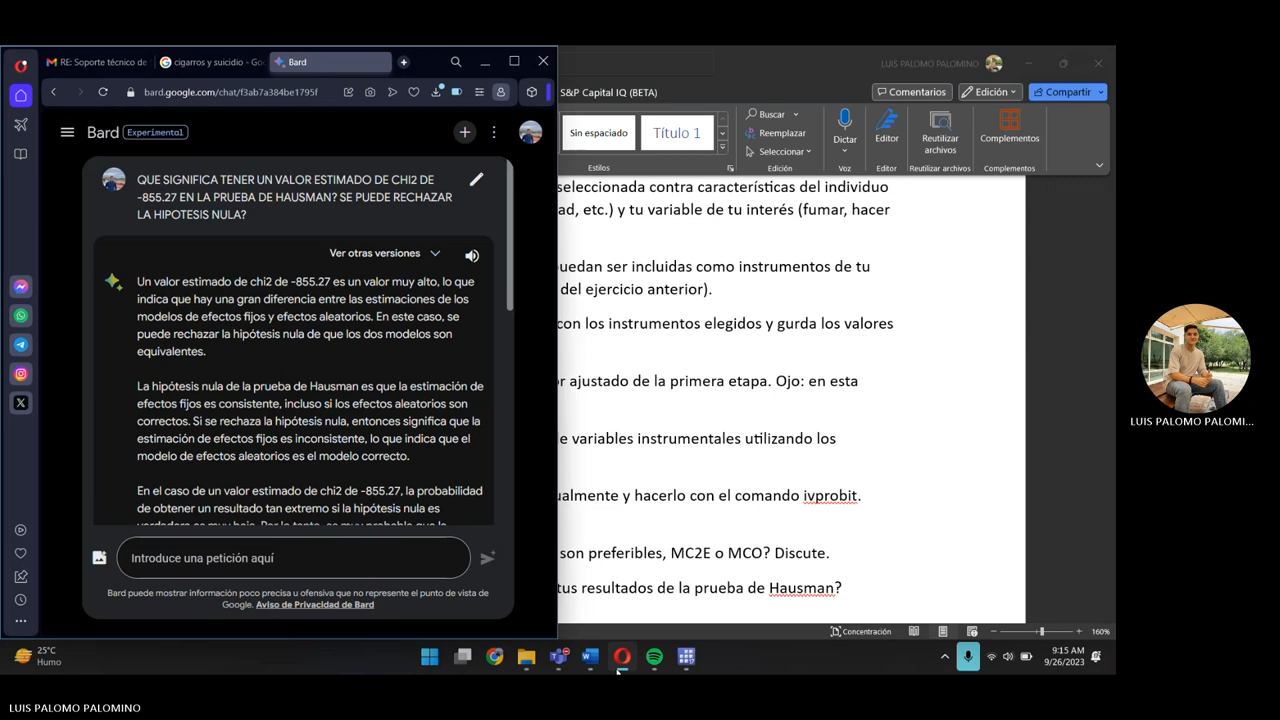 RE: Soporte técnico de
cigarros y suicidio - Goo
Bard
LUIS PALOMO PALOMINO
bard.google.com/chat/f3ab7a384be1795f
S&P Capital IQ (BETA)
Comentarios
Edición
Compartir
Bard
Experimental
Sin espaciado
Título 1
Buscar
Reemplazar
Seleccionar
Dictar
Editor
Reutilizar
archivos
Complementos
Estilos
Edición
Voz
Editor
Reutilizar archivos
Complementos
QUE SIGNIFICA TENER UN VALOR ESTIMADO DE CHI2 DE
-855.27 EN LA PRUEBA DE HAUSMAN? SE PUEDE RECHAZAR
LA HIPOTESIS NULA?
Ver otras versiones
Un valor estimado de chi2 de -855.27 es un valor muy alto, lo que
indica que hay una gran diferencia entre las estimaciones de los
modelos de efectos fijos y efectos aleatorios. En este caso, se
puede rechazar la hipótesis nula de que los dos modelos son
equivalentes.
La hipótesis nula de la prueba de Hausman es que la estimación de
efectos fijos es consistente, incluso si los efectos aleatorios son
correctos. Si se rechaza la hipótesis nula, entonces significa que la
estimación de efectos fijos es inconsistente, lo que indica que el
modelo de efectos aleatorios es el modelo correcto.
En el caso de un valor estimado de chi2 de -855.27, la probabilidad
de obtener un resultado tan extremo si la hipótesis nula es
Introduce una petición aquí
Bard puede mostrar información poco precisa u ofensiva que no represente el punto de vista de
Google. Aviso de Privacidad de Bard
seleccionada contra características del individuo
ad, etc.) y tu variable de tu interés (fumar, hacer
puedan ser incluidas como instrumentos de tu
del ejercicio anterior).
con los instrumentos elegidos y gurda los valores
or ajustado de la primera etapa. Ojo: en esta
e variables instrumentales utilizando los
ualmente y hacerlo con el comando ivprobit.
son preferibles, MC2E o MCO? Discute.
tus resultados de la prueba de Hausman?
Concentración
160%
25°C
Humo
9:15 AM
9/26/2023
LUIS PALOMO PALOMI...
LUIS PALOMO PALOMINO